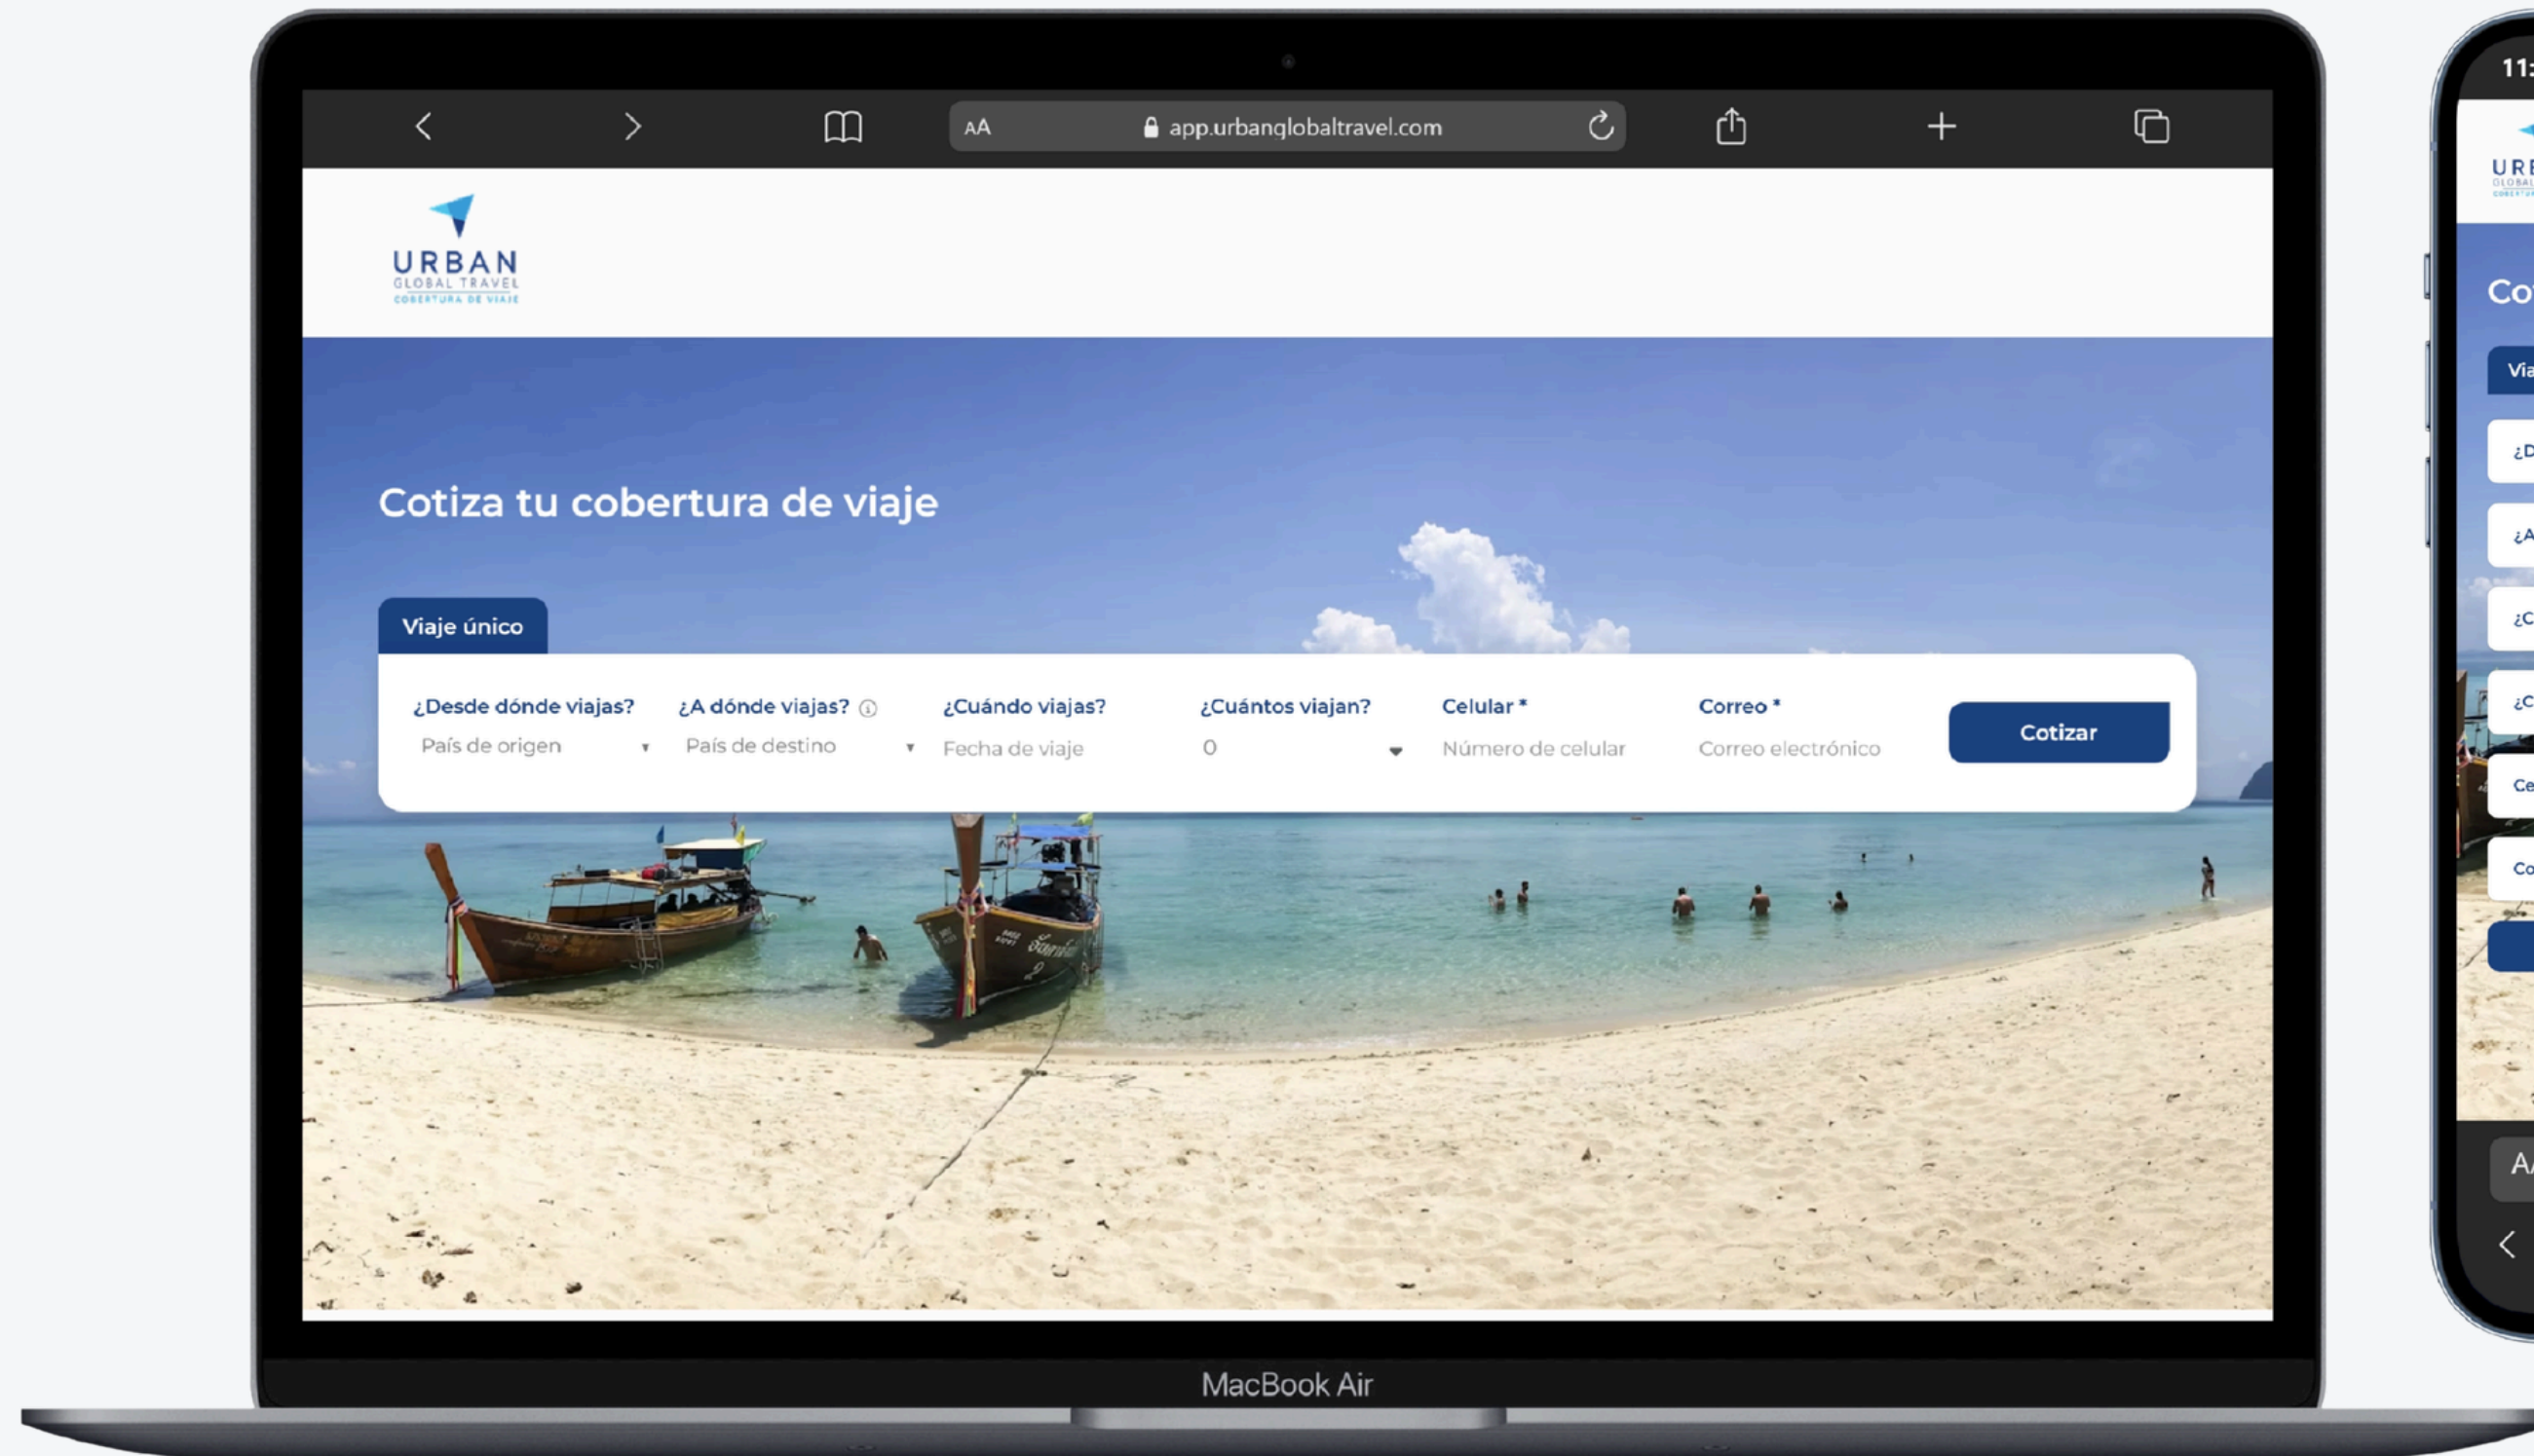 AA
app.urbanglobaltravel.com
URBAN
GLOBAL TRAVEL
COBERTURA DE VIAJE
Cotiza tu cobertura de viaje
Viaje único
¿Desde dónde viajas?
¿A dónde viajas?
¿Cuándo viajas?
¿Cuántos viajan?
Celular *
Correo *
País de origen
País de destino
Fecha de viaje
0
Número de celular
Correo electrónico
Cotizar
MacBook Air
11: